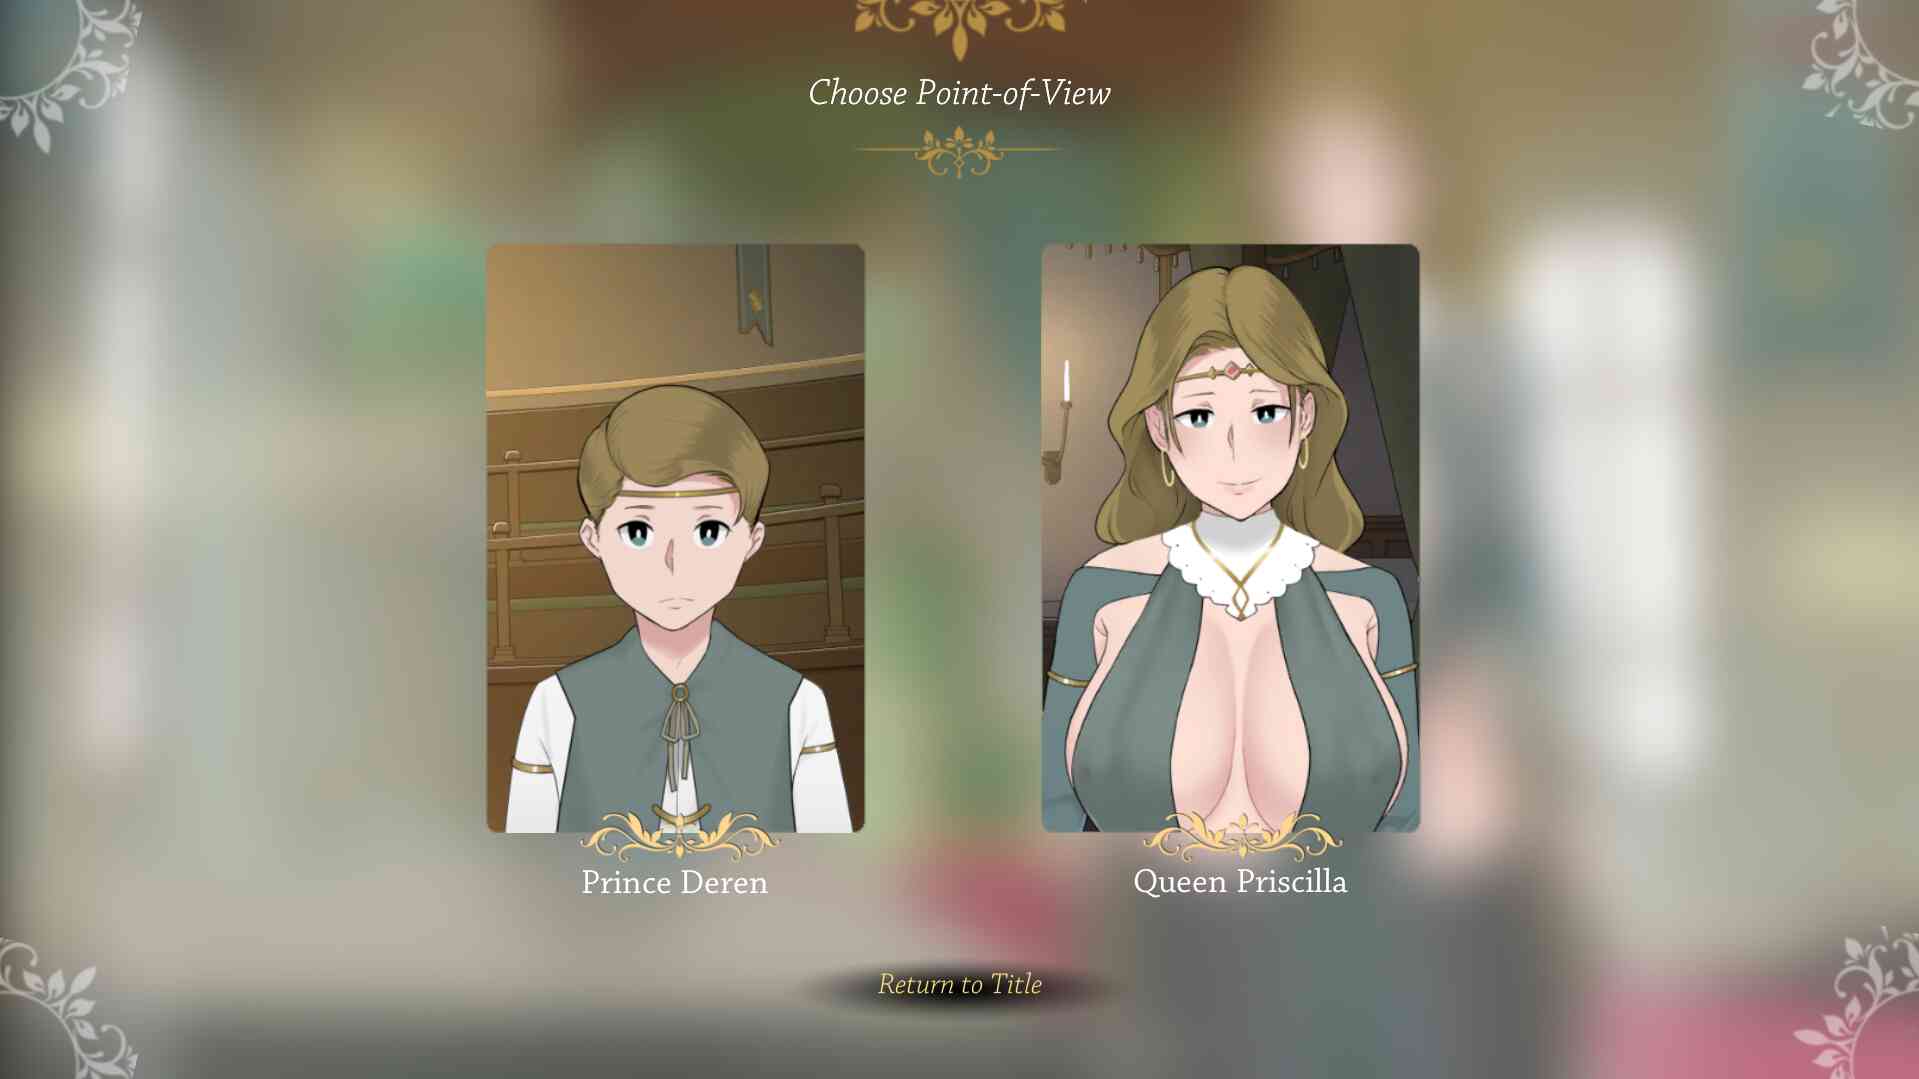 Choose Point-of-View
Prince Deren
Queen Priscilla
Return to Title